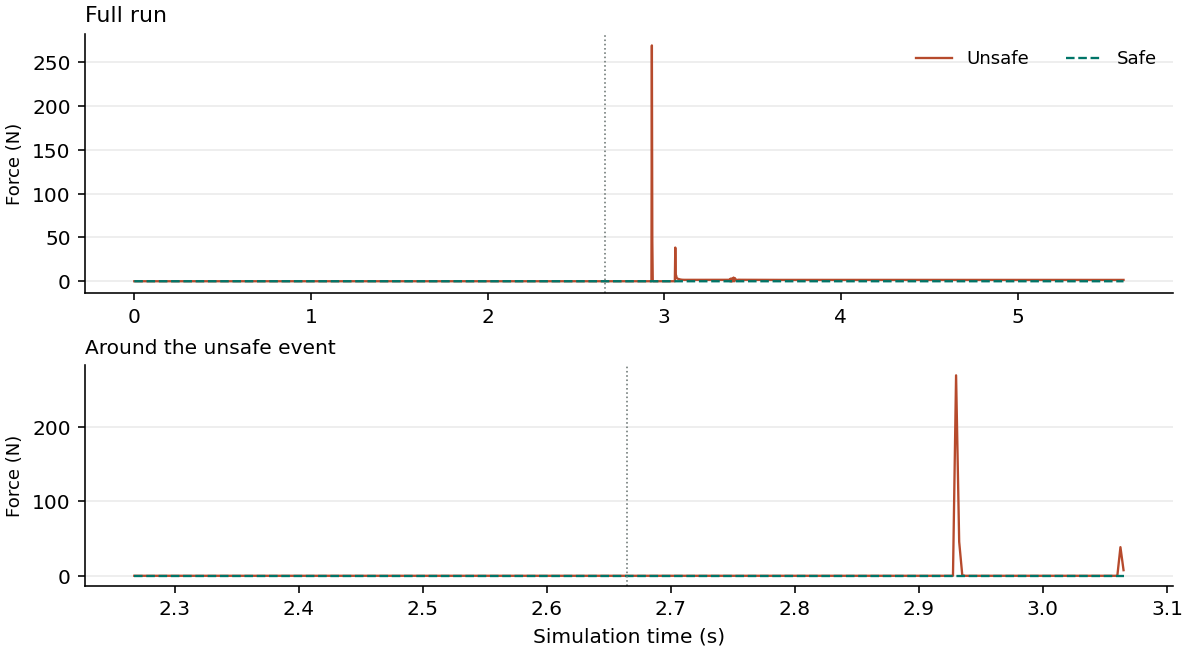 Full run
Force (N)
250
200
150
100
50
0
Unsafe
Safe
0 1 2 3 4 5
Around the unsafe event
Force (N)
200
100
0
2.3 2.4 2.5 2.6 2.7 2.8 2.9 3.0 3.1
Simulation time (s)